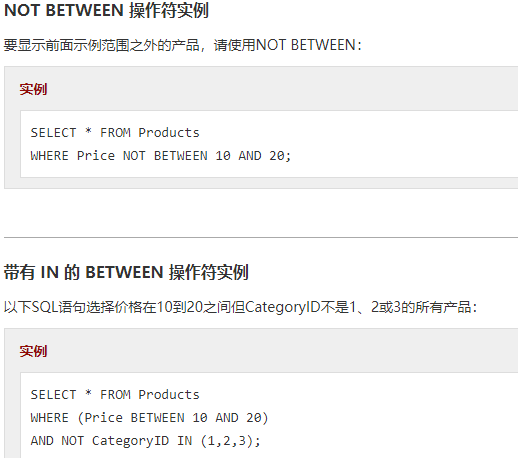 NOT BETWEEN 操作符实例
要显示前面示例范围之外的产品，请使用NOT BETWEEN：
实例
SELECT * FROM Products
WHERE Price NOT BETWEEN 10 AND 20;
带有 IN 的 BETWEEN 操作符实例
以下SQL语句选择价格在10到20之间但CategoryID不是1、2或3的所有产品：
实例
SELECT * FROM Products
WHERE (Price BETWEEN 10 AND 20)
AND NOT CategoryID IN (1,2,3);